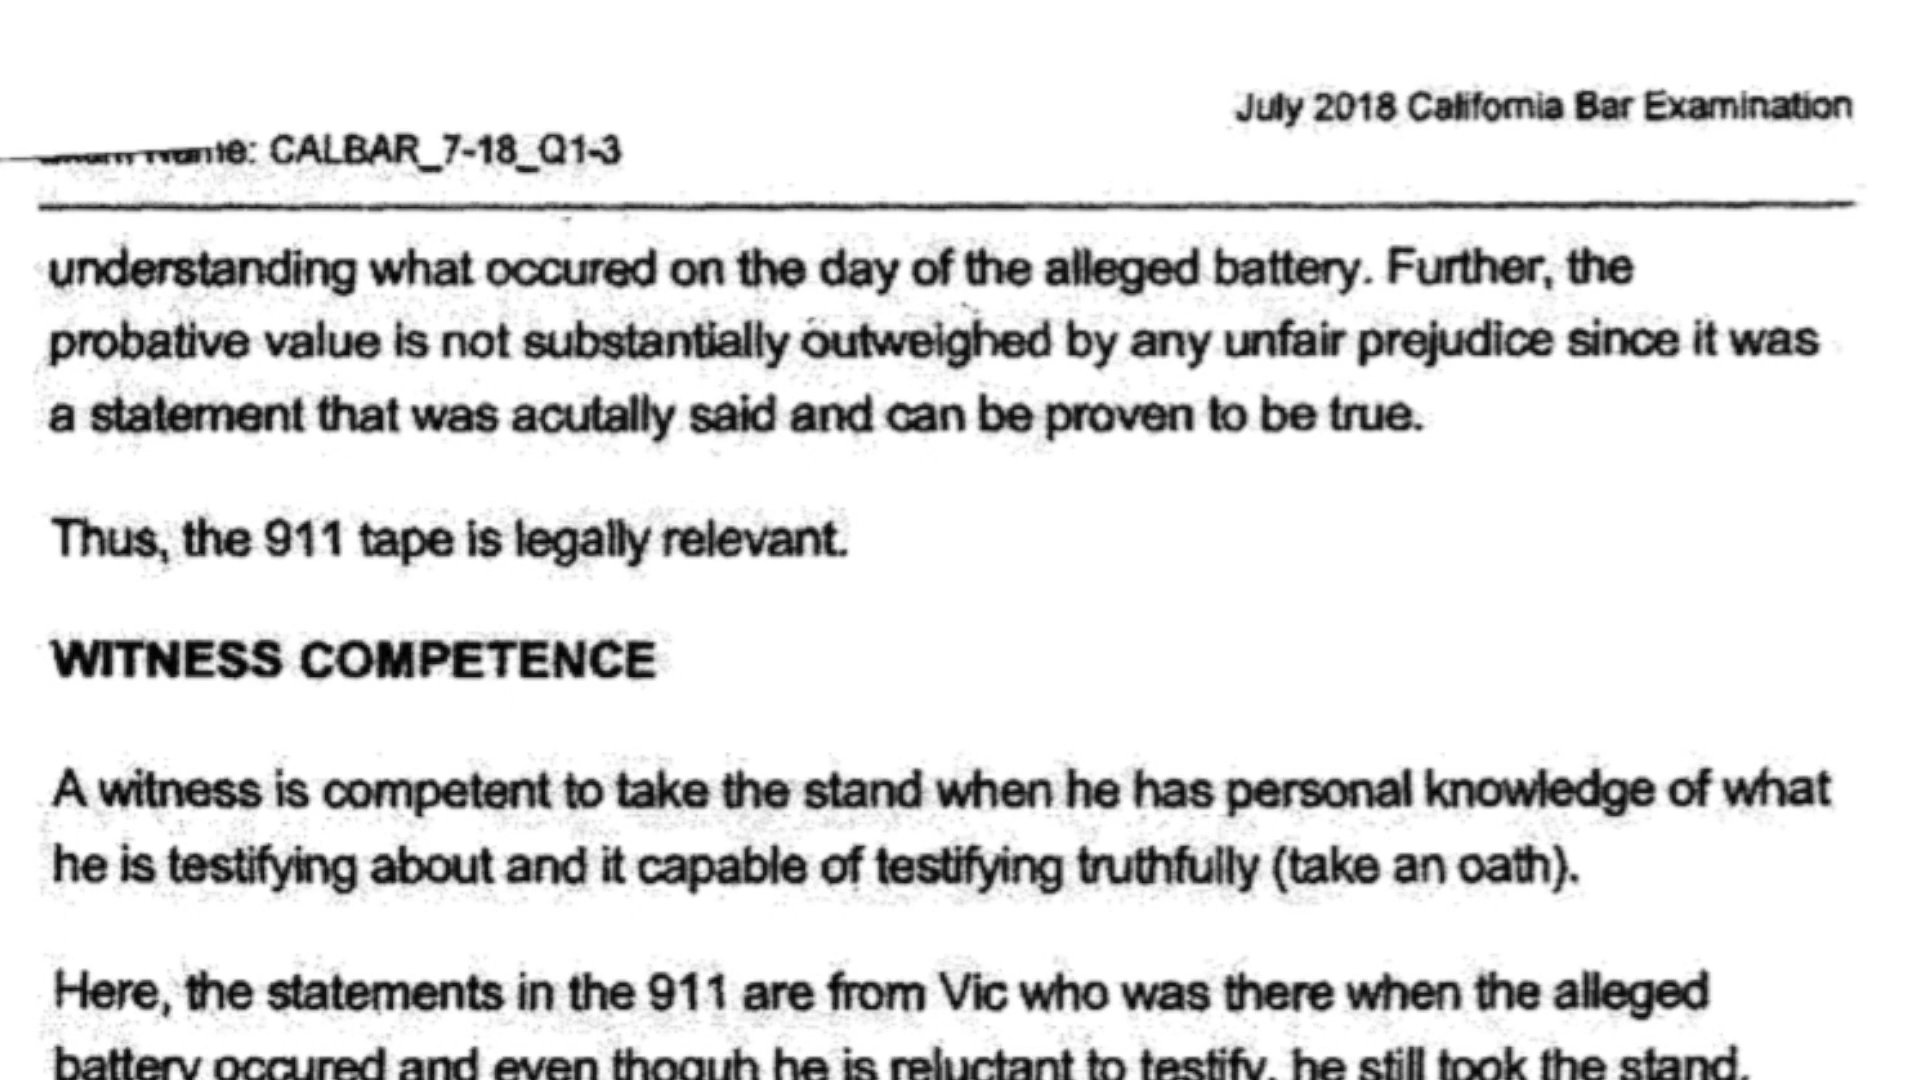 July 2018 California Bar Examination
CALBAR_7-18_Q1-3
understanding what occured on the day of the alleged battery. Further, the
probative value is not substantially outweighed by any unfair prejudice since it was
a statement that was acutally said and can be proven to be true.
Thus, the 911 tape is legally relevant.
WITNESS COMPETENCE
A witness is competent to take the stand when he has personal knowledge of what
he is testifying about and it capable of testifying truthfully (take an oath).
Here, the statements in the 911 are from Vic who was there when the alleged
battery occured and even thoguh he is reluctant to testify, he still took the stand.